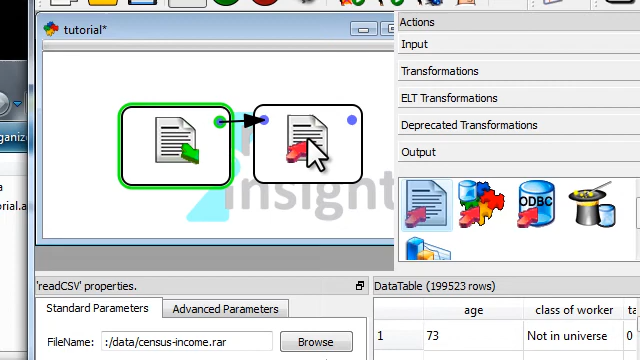 Actions
tutorial*
Input
Transformations
ELT Transformations
Deprecated Transformations
Output
Insight
ODBC
'readCSV' properties.
DataTable (199523 rows)
Standard Parameters
Advanced Parameters
age
class of worker
FileName:
:/data/census-income.rar
Browse
1
73
Not in universe
0